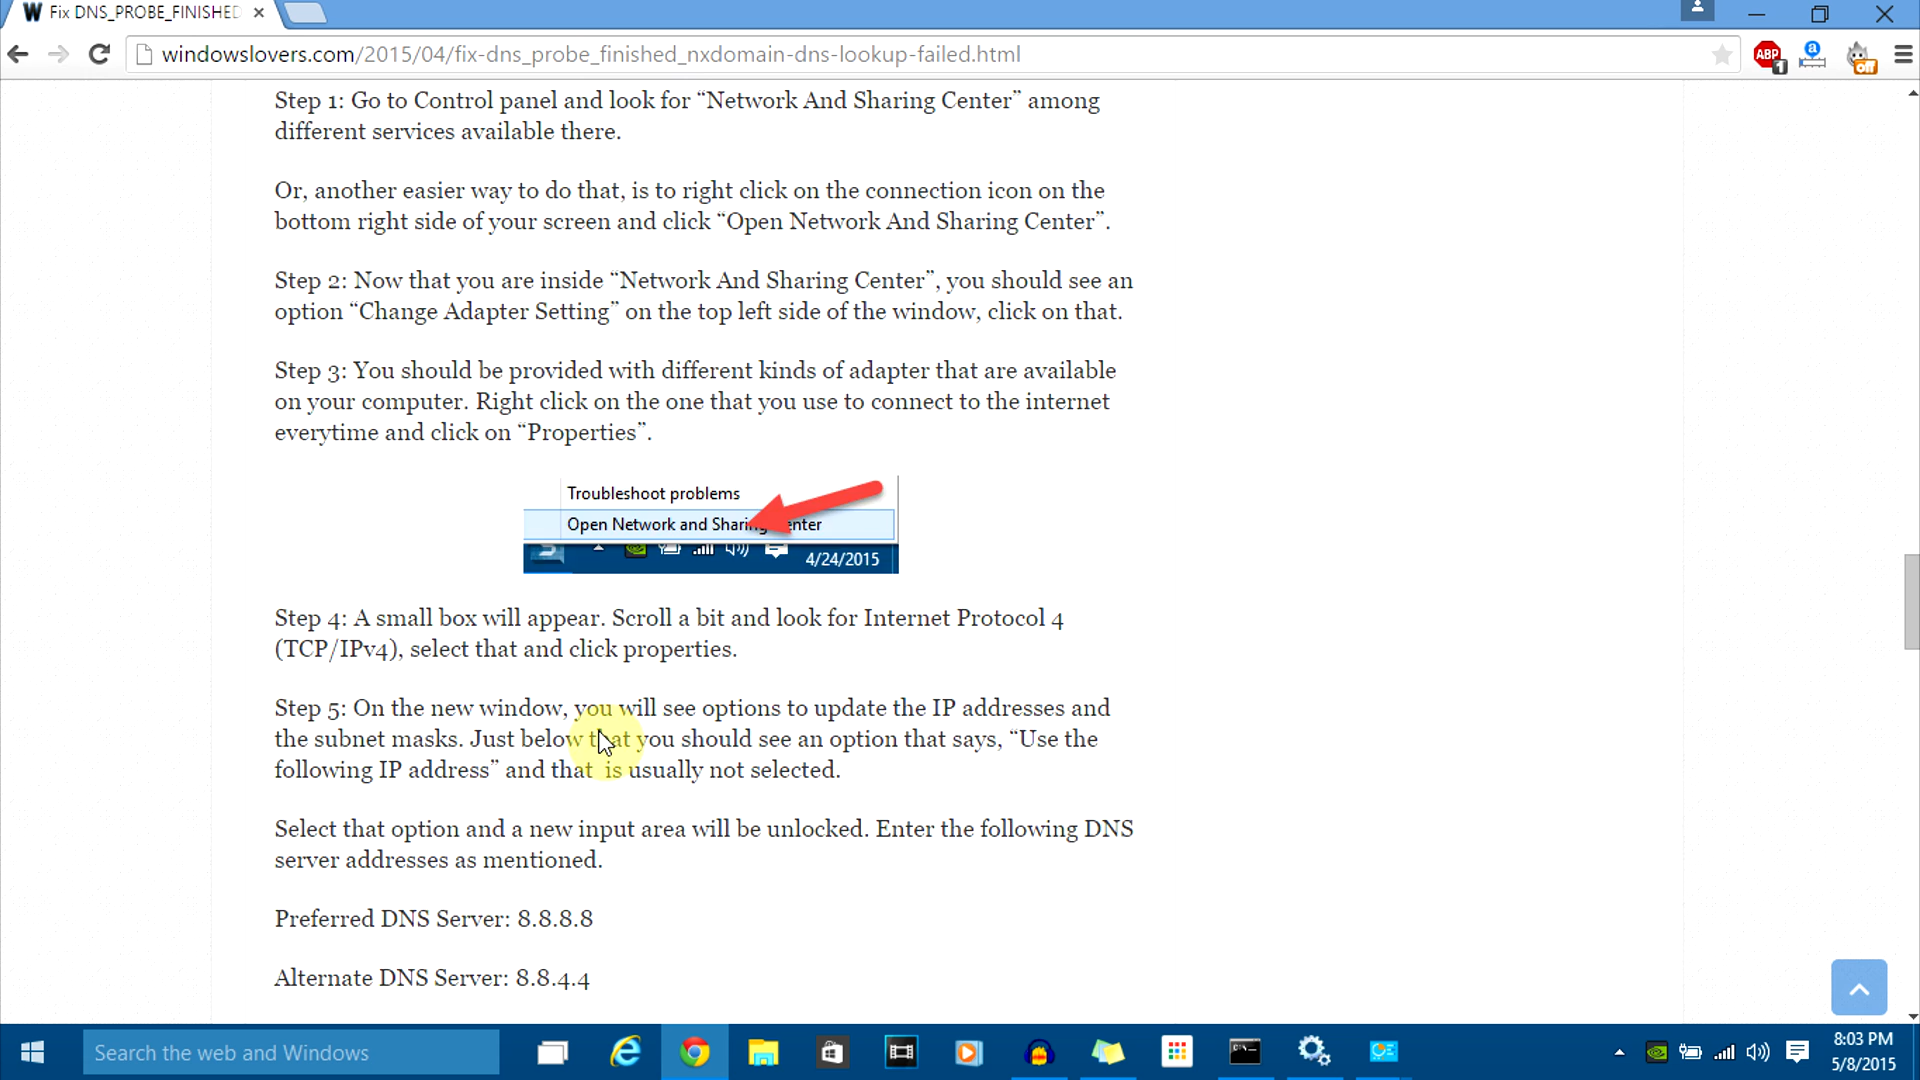 Fix DNS_PROBE_FINISHED
windowslovers.com/2015/04/fix-dns_probe_finished_nxdomain-dns-lookup-failed.html
ABP
1
a
off
Step 1: Go to Control panel and look for “Network And Sharing Center” among
different services available there.
Or, another easier way to do that, is to right click on the connection icon on the
bottom right side of your screen and click “Open Network And Sharing Center”.
Step 2: Now that you are inside “Network And Sharing Center”, you should see an
option “Change Adapter Setting” on the top left side of the window, click on that.
Step 3: You should be provided with different kinds of adapter that are available
on your computer. Right click on the one that you use to connect to the internet
everytime and click on “Properties”.
Troubleshoot problems
Open Network and Sharing Center
4/24/2015
Step 4: A small box will appear. Scroll a bit and look for Internet Protocol 4
(TCP/IPv4), select that and click properties.
Step 5: On the new window, you will see options to update the IP addresses and
the subnet masks. Just below that you should see an option that says, “Use the
following IP address” and that  is usually not selected.
Select that option and a new input area will be unlocked. Enter the following DNS
server addresses as mentioned.
Preferred DNS Server: 8.8.8.8
Alternate DNS Server: 8.8.4.4
Search the web and Windows
8:03 PM
5/8/2015